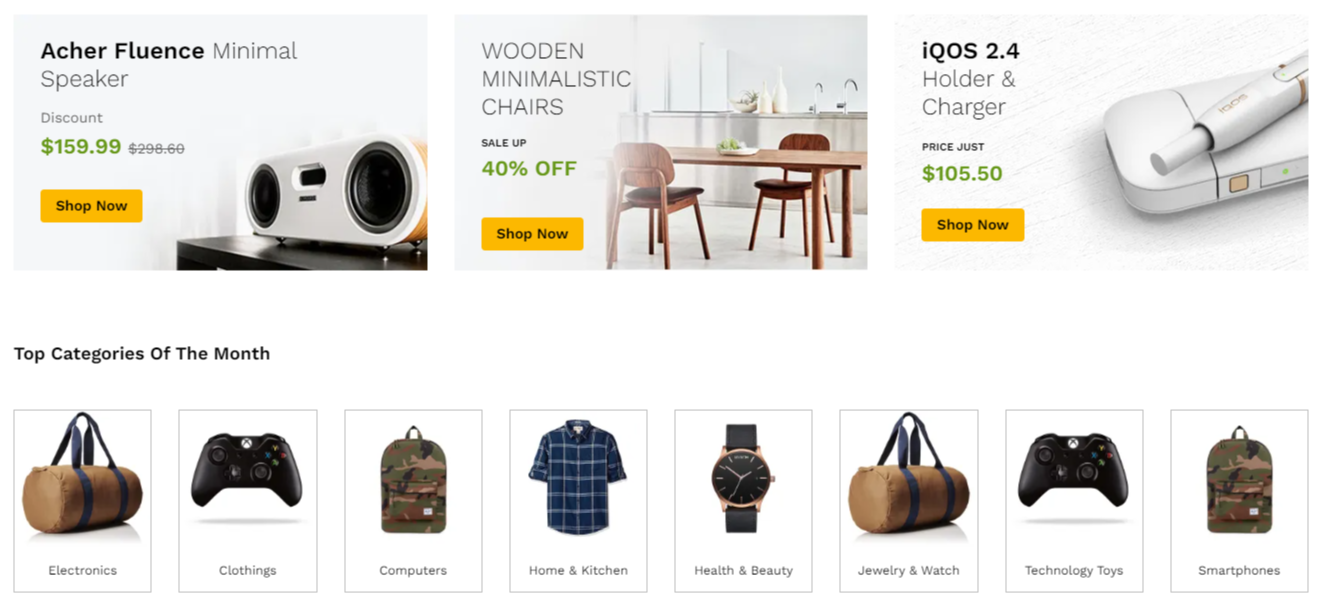 Acher Fluence Minimal
Speaker
Discount
$159.99 $298.60
Shop Now
WOODEN
MINIMALISTIC
CHAIRS
SALE UP
40% OFF
Shop Now
iQOS 2.4
Holder &
Charger
PRICE JUST
$105.50
Shop Now
IQOS
Top Categories Of The Month
Electronics
Clothings
Computers
Home & Kitchen
Health & Beauty
Jewelry & Watch
Technology Toys
Smartphones